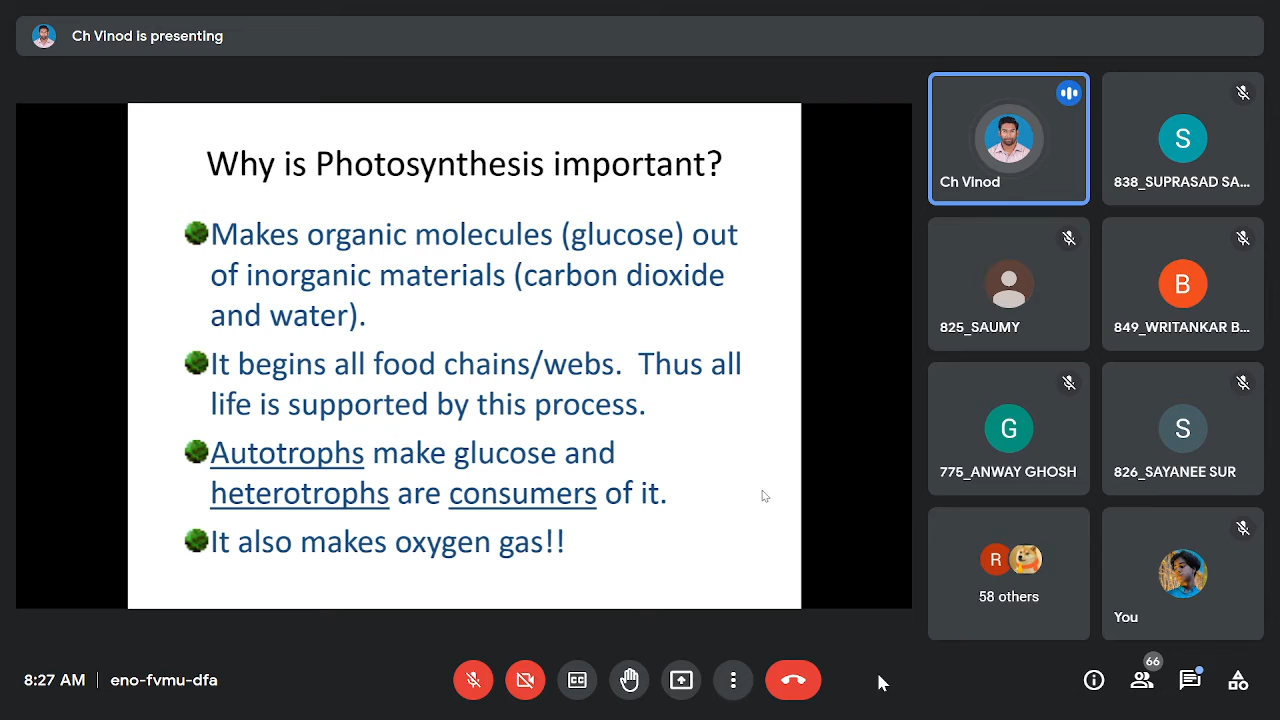 Ch Vinod is presenting
Why is Photosynthesis important?
Makes organic molecules (glucose) out
of inorganic materials (carbon dioxide
and water).
It begins all food chains/webs.  Thus all
life is supported by this process.
Autotrophs make glucose and
heterotrophs are consumers of it.
It also makes oxygen gas!!
Ch Vinod
S
838_SUPRASAD SA...
825_SAUMY
B
849_WRITANKAR B...
G
775_ANWAY GHOSH
S
826_SAYANEE SUR
R
58 others
You
8:27 AM | eno-fvmu-dfa
CC
66